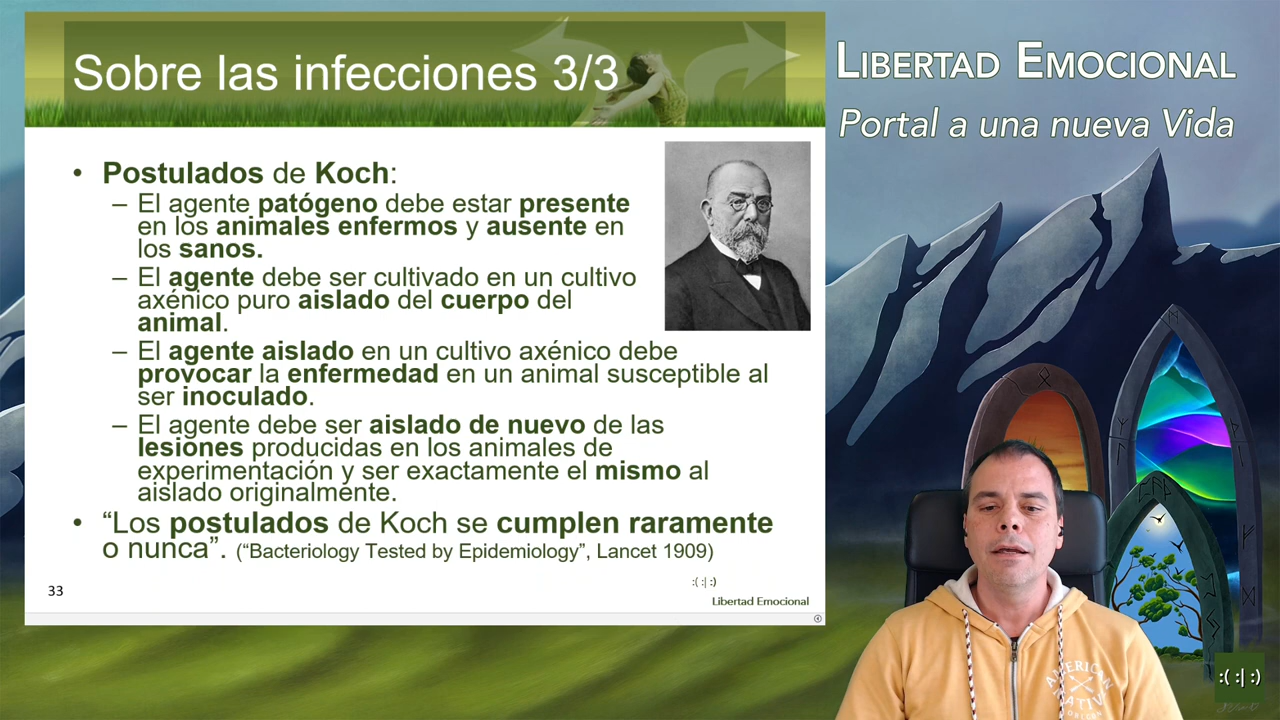 Sobre las infecciones 3/3
LIBERTAD EMOCIONAL
Portal a una nueva Vida
• Postulados de Koch:
– El agente patógeno debe estar presente
en los animales enfermos y ausente en
los sanos.
– El agente debe ser cultivado en un cultivo
axénico puro aislado del cuerpo del
animal.
– El agente aislado en un cultivo axénico debe
provocar la enfermedad en un animal susceptible al
ser inoculado.
– El agente debe ser aislado de nuevo de las
lesiones producidas en los animales de
experimentación y ser exactamente el mismo al
aislado originalmente.
• “Los postulados de Koch se cumplen raramente
o nunca”. (“Bacteriology Tested by Epidemiology”, Lancet 1909)
33
:( :| :)
Libertad Emocional
AMERICAN
NATIVE
:( :| :)